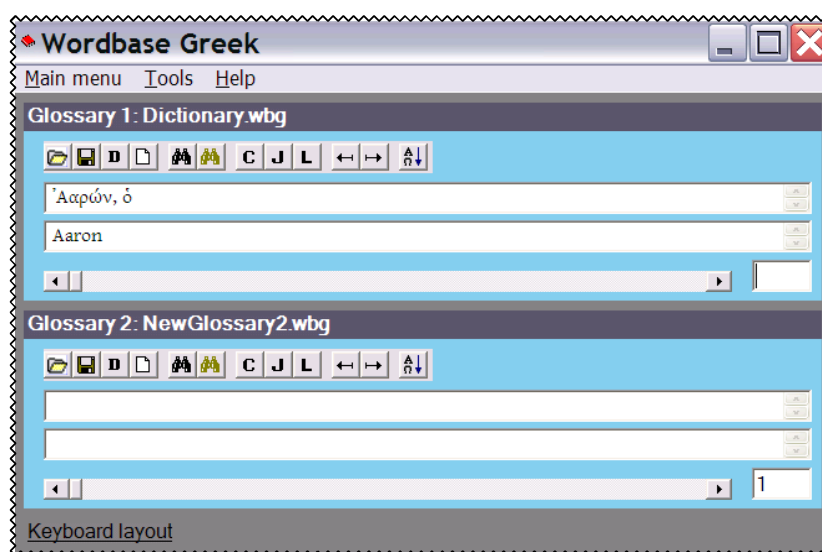 Wordbase Greek
Main menu Tools Help
Glossary 1: Dictionary.wbg
D C J L Α Ω
Ἀαρών, ὁ
Aaron
Glossary 2: NewGlossary2.wbg
D C J L Α Ω
1
Keyboard layout